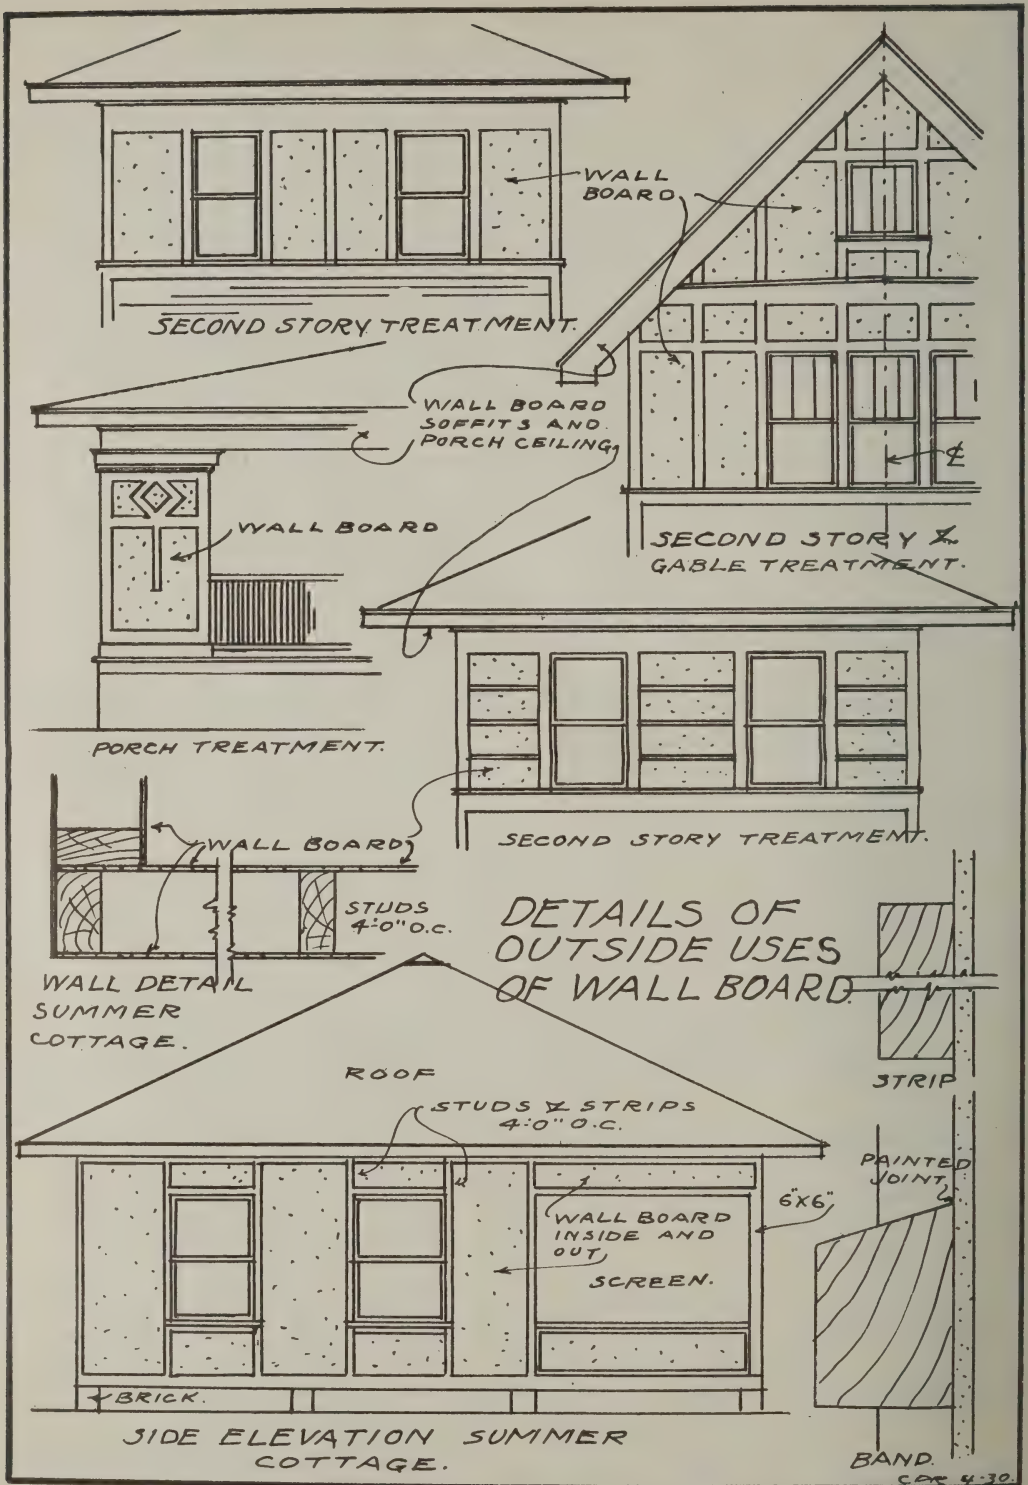 WALL
BOARD
SECOND STORY TREATMENT.
WALL BOARD
SOFFITS AND
PORCH CEILING
WALL BOARD
℄
SECOND STORY &
GABLE TREATMENT.
PORCH TREATMENT.
WALL BOARD
SECOND STORY TREATMENT.
STUDS
4'-0" O.C.
DETAILS OF
OUTSIDE USES
OF WALL BOARD
WALL DETAIL
SUMMER
COTTAGE.
STRIP
ROOF
STUDS & STRIPS
4'-0" O.C.
PAINTED
JOINT
6"X6"
WALL BOARD
INSIDE AND
OUT
SCREEN.
BRICK.
SIDE ELEVATION SUMMER
COTTAGE.
BAND.
4-30.